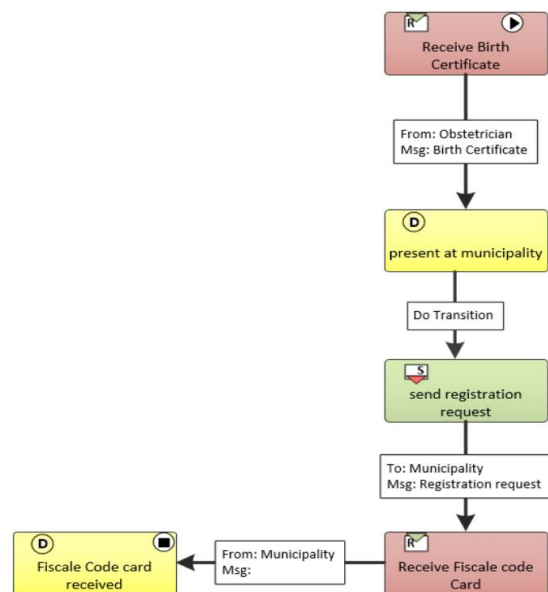 R
Receive Birth
Certificate
From: Obstetrician
Msg: Birth Certificate
D
present at municipality
Do Transition
S
send registration
request
To: Municipality
Msg: Registration request
R
Receive Fiscale code
Card
From: Municipality
Msg:
D
Fiscale Code card
received